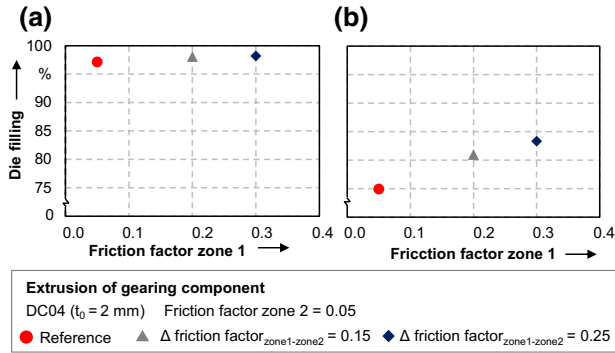 (a)
(b)
Die filling
100
%
90
85
80
75
0
0.0 0.1 0.2 0.3 0.4
Friction factor zone 1
0.0 0.1 0.2 0.3 0.4
Fricction factor zone 1
Extrusion of gearing component
DC04 (t0 = 2 mm) Friction factor zone 2 = 0.05
Reference Δ friction factorzone1-zone2 = 0.15 Δ friction factorzone1-zone2 = 0.25